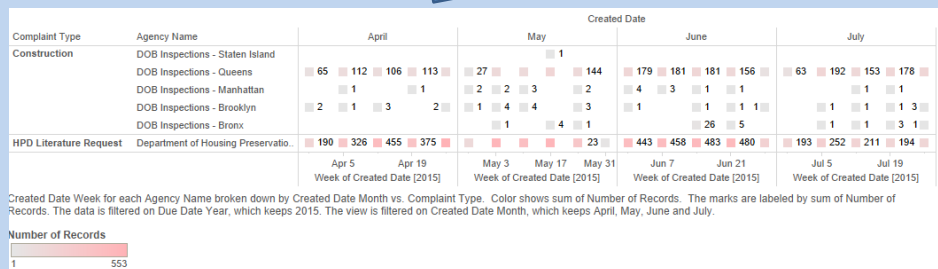 Created Date
Complaint Type Agency Name April May June July
Construction DOB Inspections - Staten Island 1
DOB Inspections - Queens 65 112 106 113 27 144 179 181 181 156 63 192 153 178
DOB Inspections - Manhattan 1 1 2 2 3 2 4 3 1 1 1 1
DOB Inspections - Brooklyn 2 1 3 2 1 4 4 3 1 1 1 1 1 1 1 3
DOB Inspections - Bronx 1 4 1 26 5 1 1 3 1
HPD Literature Request Department of Housing Preservatio.. 190 326 455 375 23 443 458 483 480 193 252 211 194
Apr 5 Apr 19 May 3 May 17 May 31 Jun 7 Jun 21 Jul 5 Jul 19
Week of Created Date [2015] Week of Created Date [2015] Week of Created Date [2015] Week of Created Date [2015]
Created Date Week for each Agency Name broken down by Created Date Month vs. Complaint Type. Color shows sum of Number of Records. The marks are labeled by sum of Number of
Records. The data is filtered on Due Date Year, which keeps 2015. The view is filtered on Created Date Month, which keeps April, May, June and July.
Number of Records
1 553